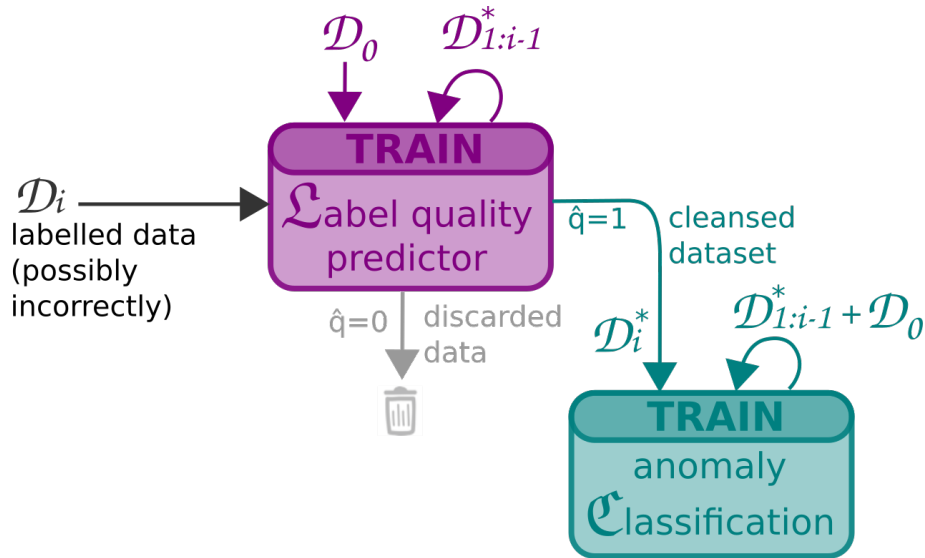 𝒟₀
𝒟*₁:ᵢ₋₁
TRAIN
𝔏abel quality
predictor
𝒟ᵢ
labelled data
(possibly
incorrectly)
q̂=1
cleansed
dataset
q̂=0
discarded
data
𝒟ᵢ*
𝒟*₁:ᵢ₋₁ + 𝒟₀
TRAIN
anomaly
ℭlassification